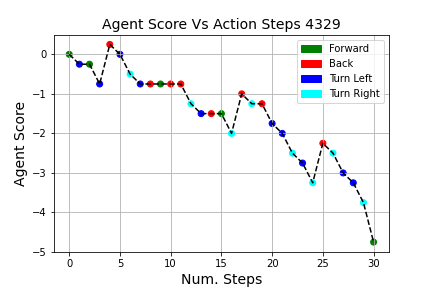 Agent Score Vs Action Steps 4329
Forward
Back
Turn Left
Turn Right
Agent Score
0
−1
−2
−3
−4
−5
0 5 10 15 20 25 30
Num. Steps